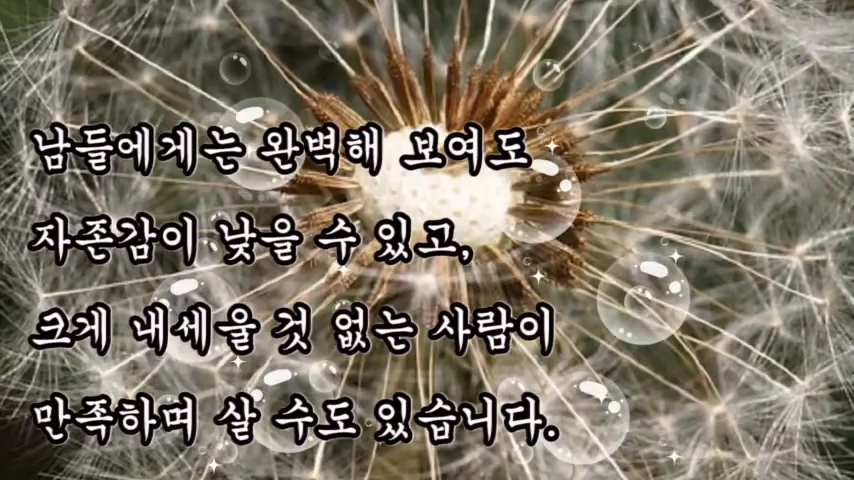 남들에게는 완벽해 보여도
자존감이 낮을 수 있고,
크게 내세울 것 없는 사람이
만족하며 살 수도 있습니다.